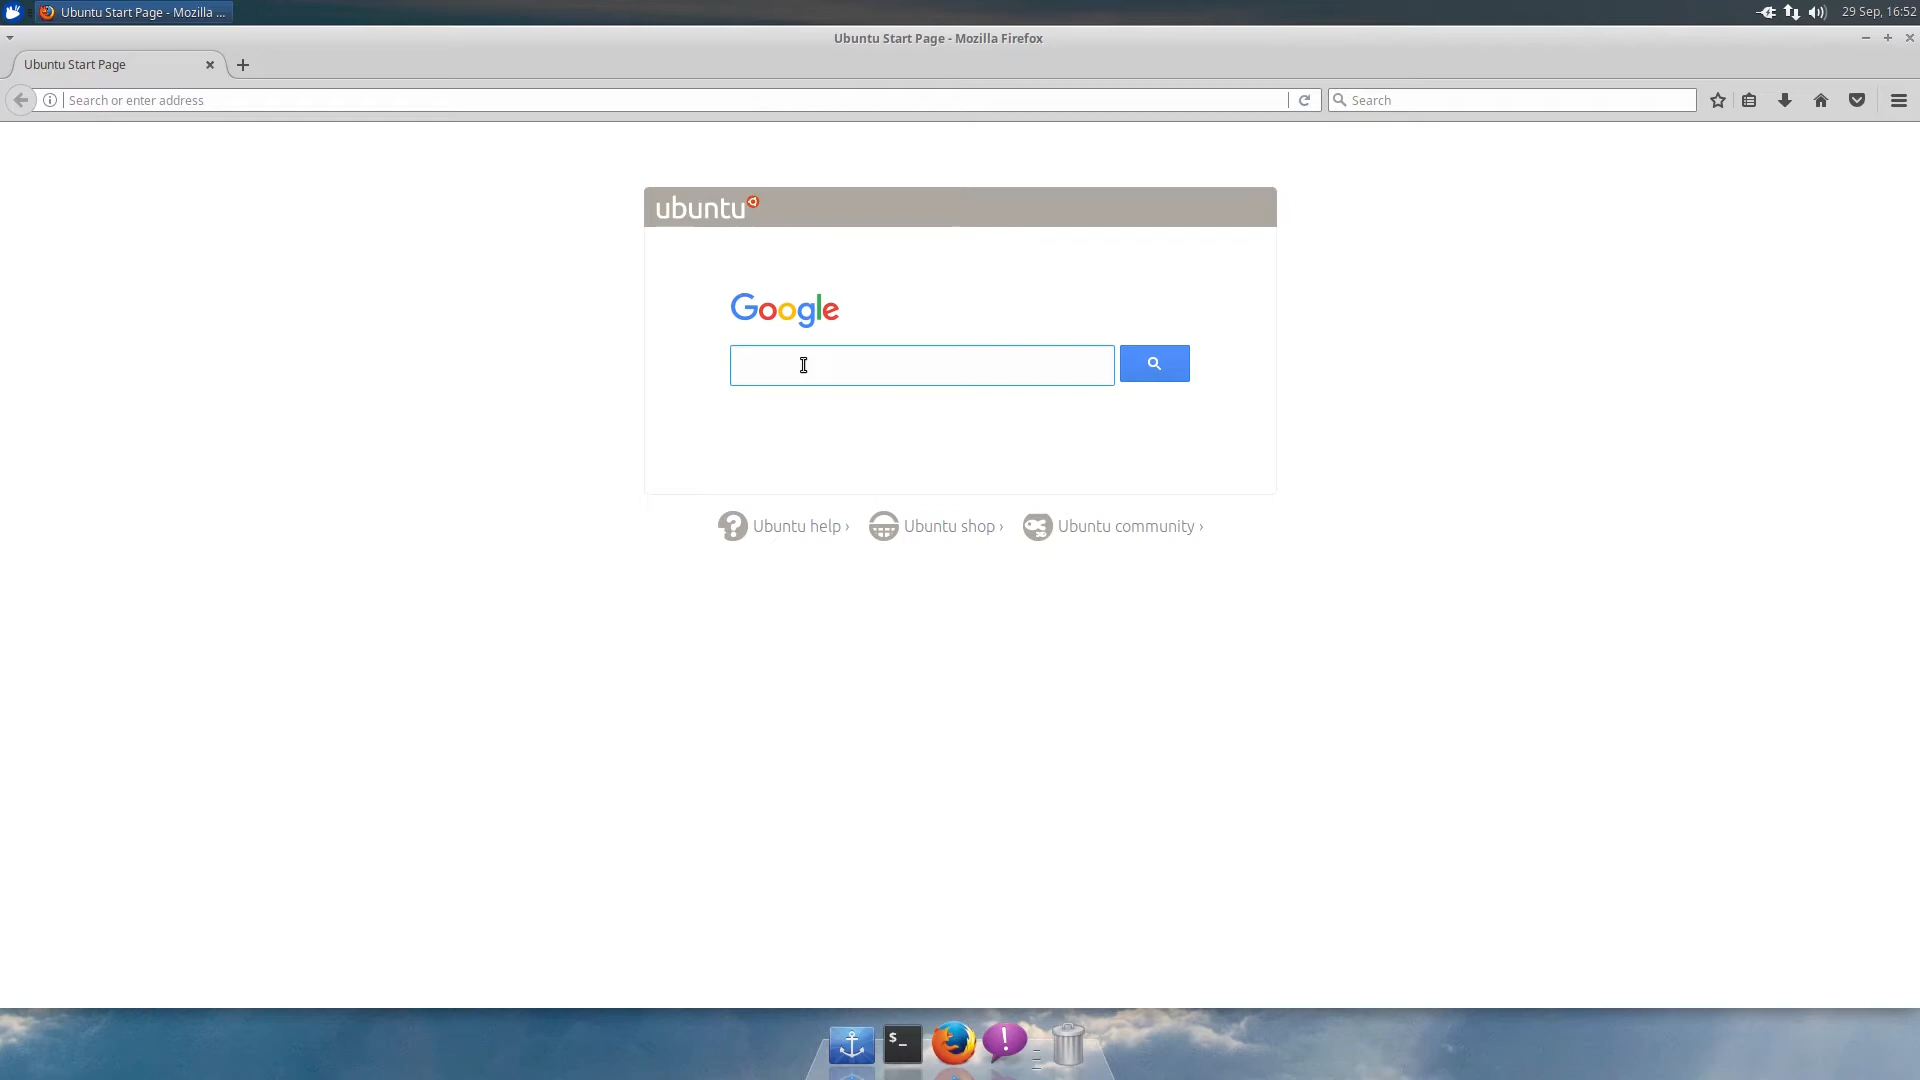 Ubuntu Start Page - Mozilla ...
29 Sep, 16:52
Ubuntu Start Page - Mozilla Firefox
Ubuntu Start Page
Search or enter address
Search
ubuntu
Google
Ubuntu help ›
Ubuntu shop ›
Ubuntu community ›
$_
!